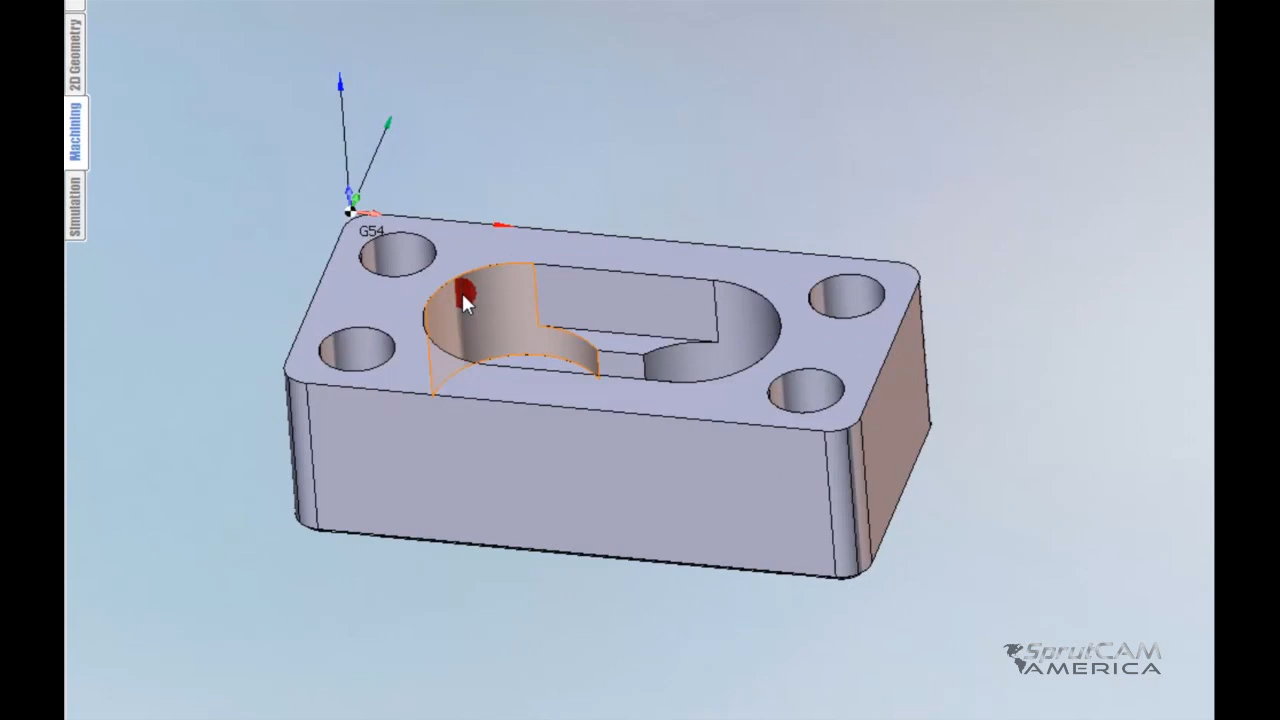 2D Geometry
Machining
Simulation
G54
SprutCAM
AMERICA